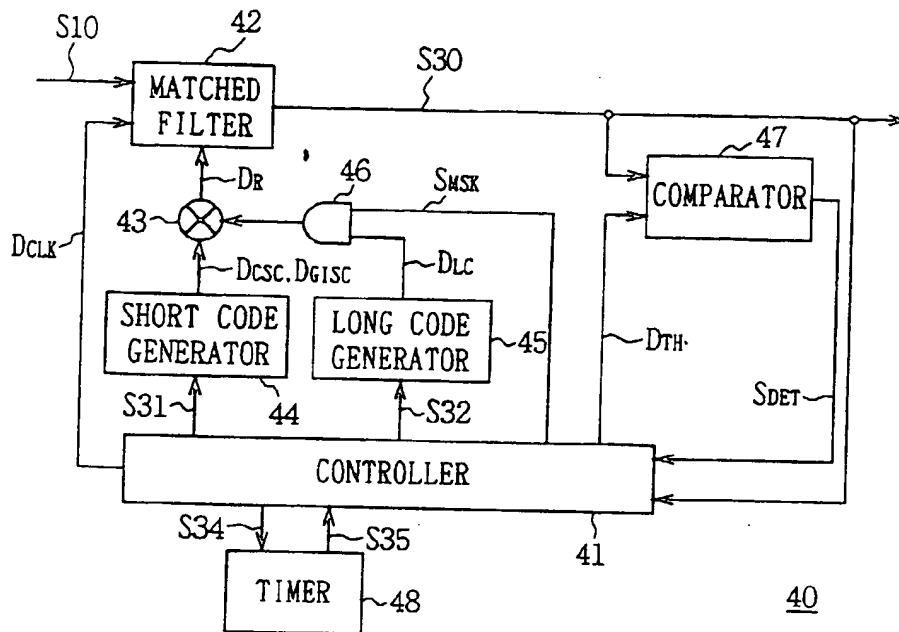 S10
42
MATCHED
FILTER
S30
47
COMPARATOR
DR
46
SMSK
43
DCLK
DCSC.DGISC
DLC
SHORT CODE
GENERATOR
LONG CODE
GENERATOR
45
DTH.
SDET
S31
44
S32
CONTROLLER
S34
S35
41
TIMER
48
40